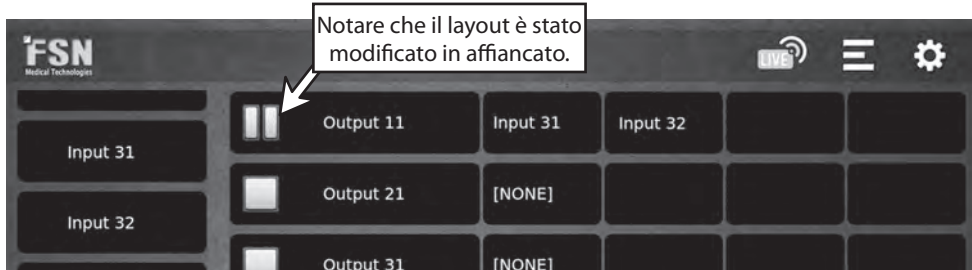 Notare che il layout è stato
modificato in affiancato.
FSN
Medical Technologies
LIVE
Output 11 Input 31 Input 32
Input 31
Output 21 [NONE]
Input 32
Output 31 [NONE]